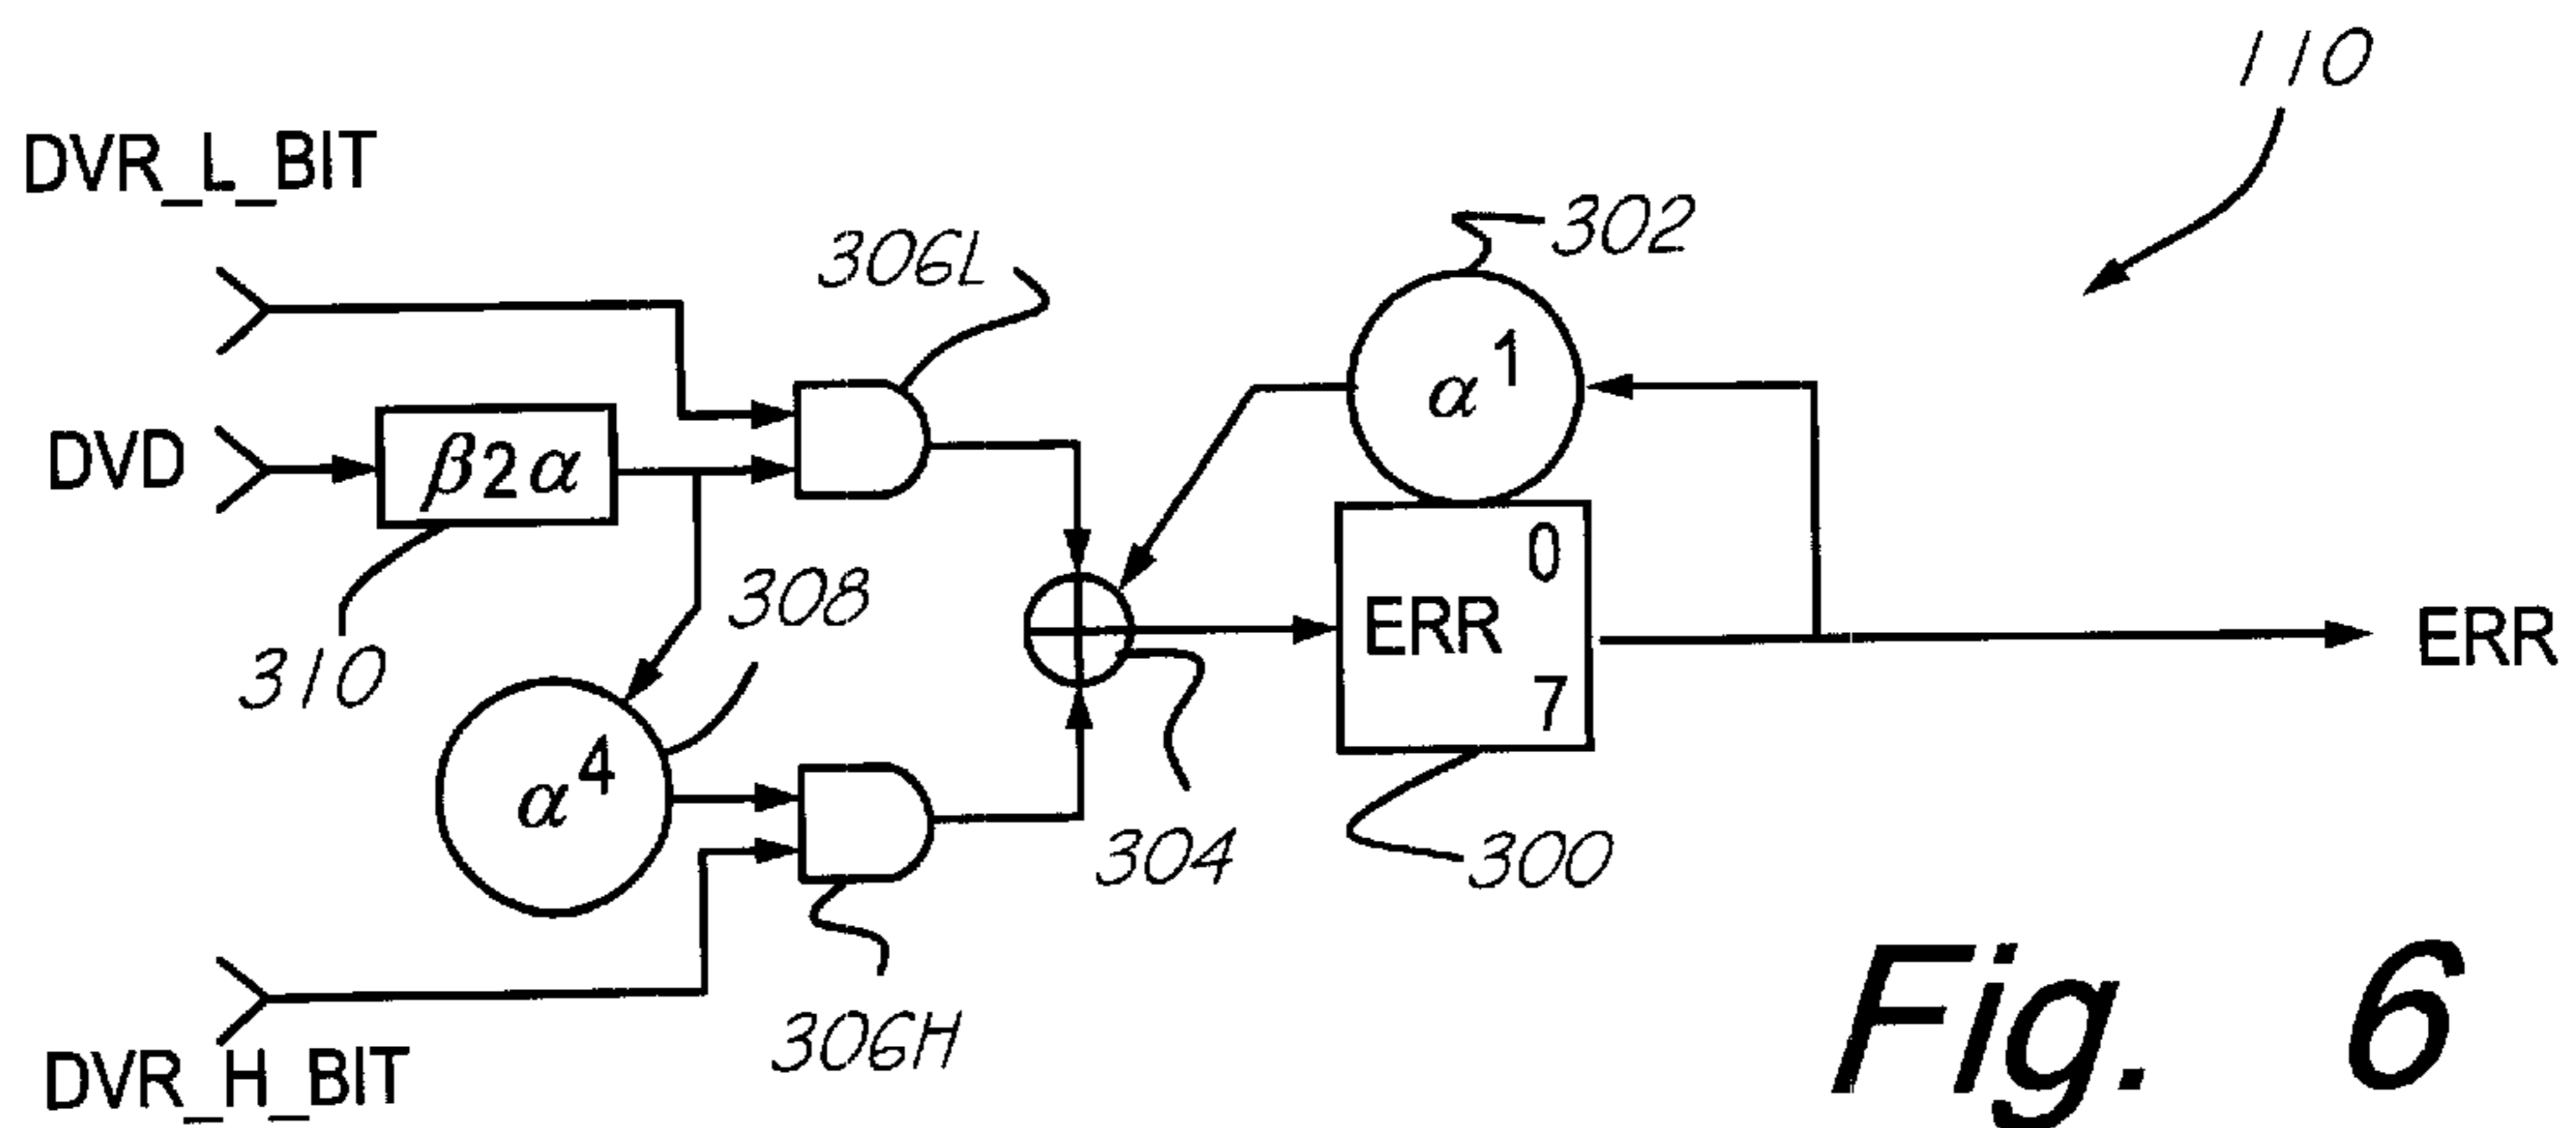 110
DVR_L_BIT
306L
302
α1
DVD
β2α
0
308
ERR
ERR
310
7
α4
304
300
306H
DVR_H_BIT
Fig. 6